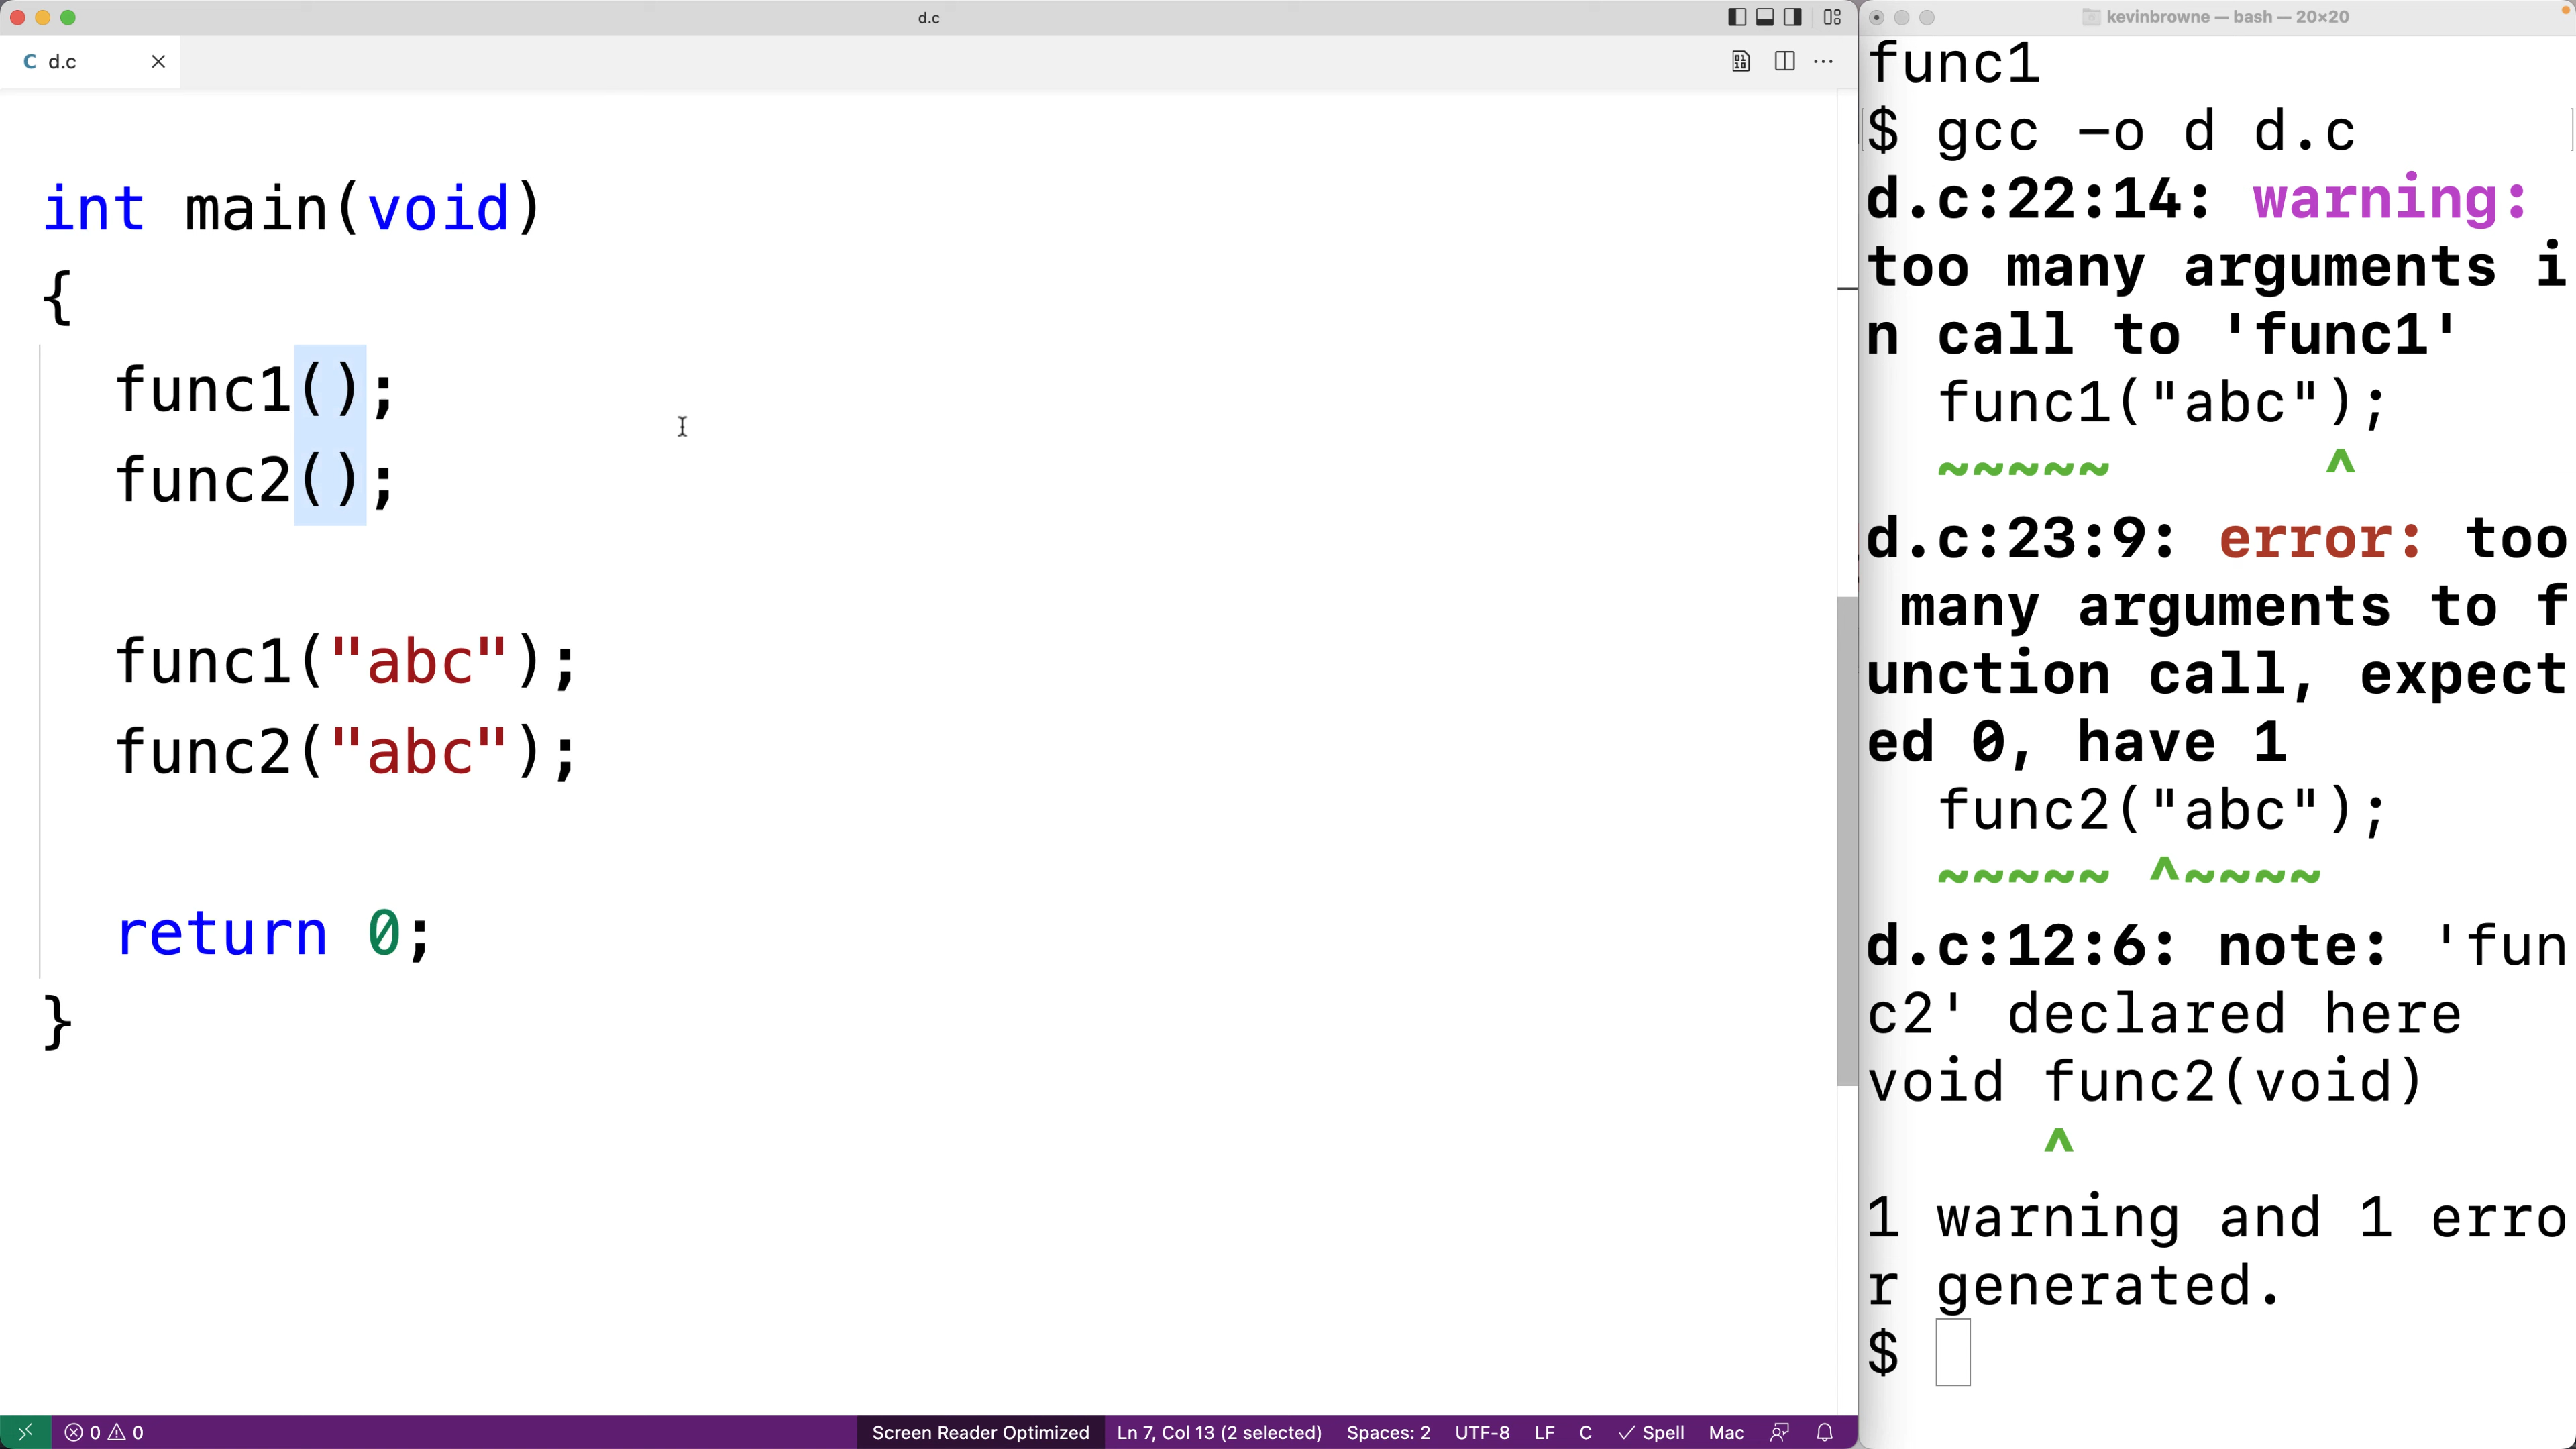 d.c
C d.c
int main(void)
{
func1();
func2();
func1("abc");
func2("abc");
return 0;
}
0 0
Screen Reader Optimized
Ln 7, Col 13 (2 selected)
Spaces: 2
UTF-8
LF
C
Spell
Mac
kevinbrowne — bash — 20×20
func1
$ gcc -o d d.c
d.c:22:14: warning:
too many arguments i
n call to 'func1'
func1("abc");
~~~~~ ^
d.c:23:9: error: too
many arguments to f
unction call, expect
ed 0, have 1
func2("abc");
~~~~~ ^~~~~
d.c:12:6: note: 'fun
c2' declared here
void func2(void)
^
1 warning and 1 erro
r generated.
$